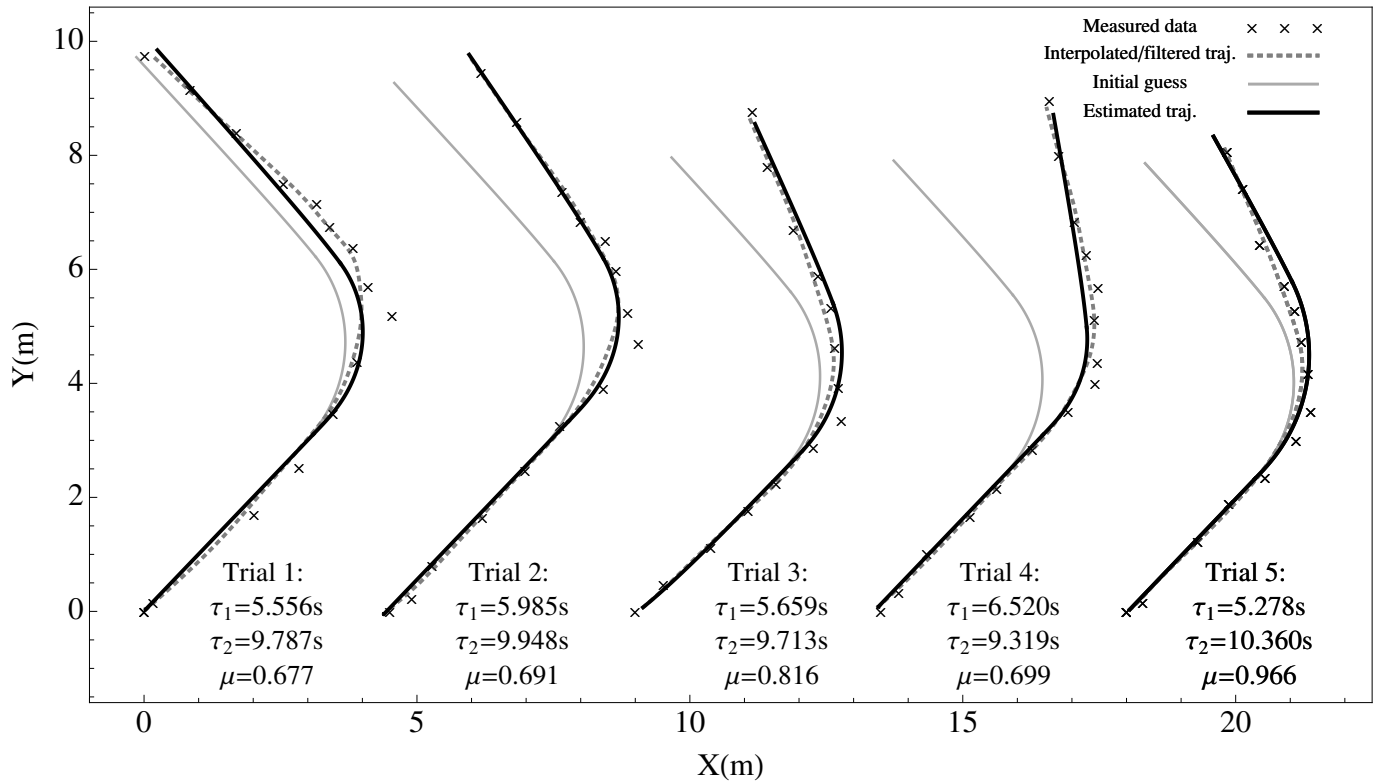 Measured data
Interpolated/filtered traj.
Initial guess
Estimated traj.
Y(m)
10
8
6
4
2
0
Trial 1:
τ1=5.556s
τ2=9.787s
μ=0.677
Trial 2:
τ1=5.985s
τ2=9.948s
μ=0.691
Trial 3:
τ1=5.659s
τ2=9.713s
μ=0.816
Trial 4:
τ1=6.520s
τ2=9.319s
μ=0.699
Trial 5:
τ1=5.278s
τ2=10.360s
μ=0.966
0 5 10 15 20
X(m)